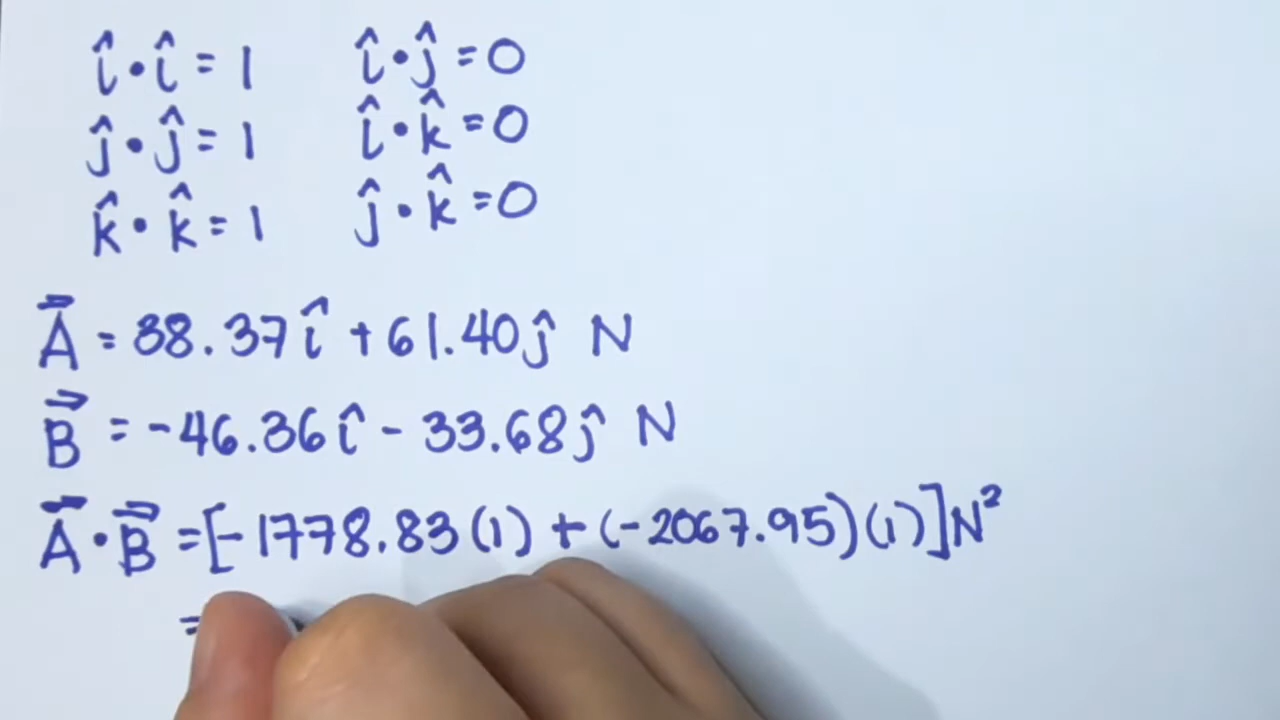 î • î = 1 î • ĵ = 0
ĵ • ĵ = 1 î • k̂ = 0
k̂ • k̂ = 1 ĵ • k̂ = 0
A⃗ = 38.37î + 61.40ĵ N
B⃗ = -46.36î - 33.68ĵ N
A⃗ • B⃗ = [-1778.83(1) + (-2067.95)(1)]N²
=